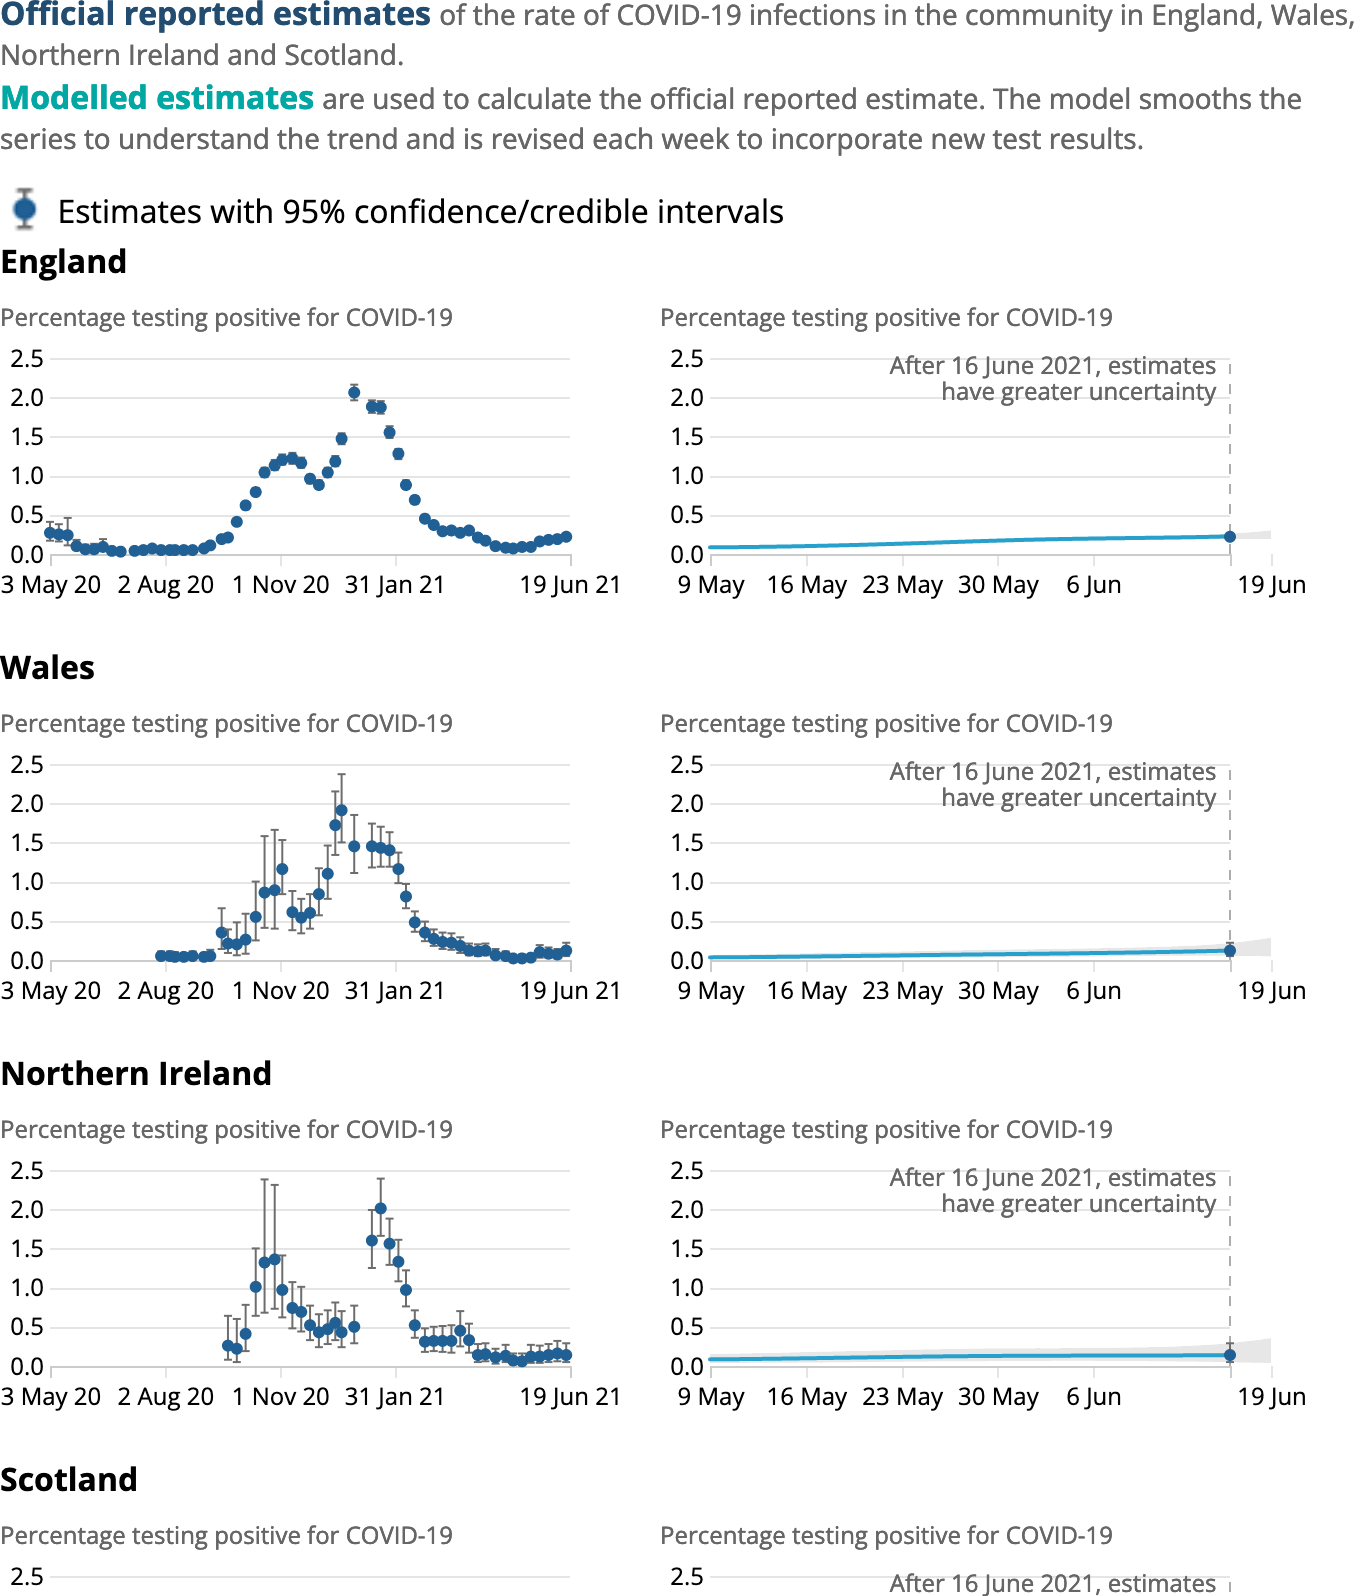 Official reported estimates of the rate of COVID-19 infections in the community in England, Wales,
Northern Ireland and Scotland.
Modelled estimates are used to calculate the official reported estimate. The model smooths the
series to understand the trend and is revised each week to incorporate new test results.
Estimates with 95% confidence/credible intervals
England
Percentage testing positive for COVID-19
2.5
2.0
1.5
1.0
0.5
0.0
3 May 20 2 Aug 20 1 Nov 20 31 Jan 21 19 Jun 21
Percentage testing positive for COVID-19
After 16 June 2021, estimates
have greater uncertainty
2.5
2.0
1.5
1.0
0.5
0.0
9 May 16 May 23 May 30 May 6 Jun 19 Jun
Wales
Percentage testing positive for COVID-19
2.5
2.0
1.5
1.0
0.5
0.0
3 May 20 2 Aug 20 1 Nov 20 31 Jan 21 19 Jun 21
Percentage testing positive for COVID-19
After 16 June 2021, estimates
have greater uncertainty
2.5
2.0
1.5
1.0
0.5
0.0
9 May 16 May 23 May 30 May 6 Jun 19 Jun
Northern Ireland
Percentage testing positive for COVID-19
2.5
2.0
1.5
1.0
0.5
0.0
3 May 20 2 Aug 20 1 Nov 20 31 Jan 21 19 Jun 21
Percentage testing positive for COVID-19
After 16 June 2021, estimates
have greater uncertainty
2.5
2.0
1.5
1.0
0.5
0.0
9 May 16 May 23 May 30 May 6 Jun 19 Jun
Scotland
Percentage testing positive for COVID-19
2.5
Percentage testing positive for COVID-19
2.5
After 16 June 2021, estimates